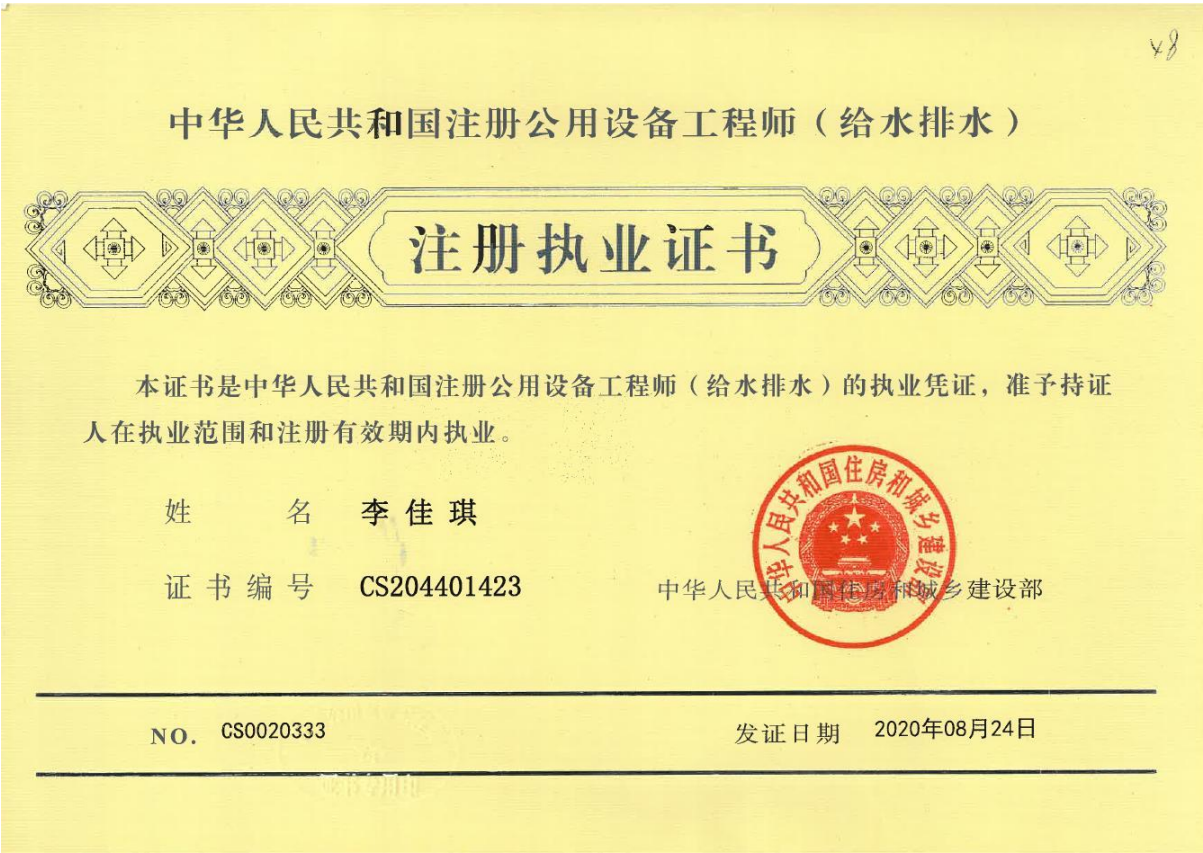 48
中华人民共和国注册公用设备工程师（给水排水）
注册执业证书
本证书是中华人民共和国注册公用设备工程师（给水排水）的执业凭证，准予持证
人在执业范围和注册有效期内执业。
姓 名 李佳琪
证书编号 CS204401423
中华人民共和国住房和城乡建设部
中华人民共和国住房和城乡建设部
NO. CS0020333
发证日期 2020年08月24日